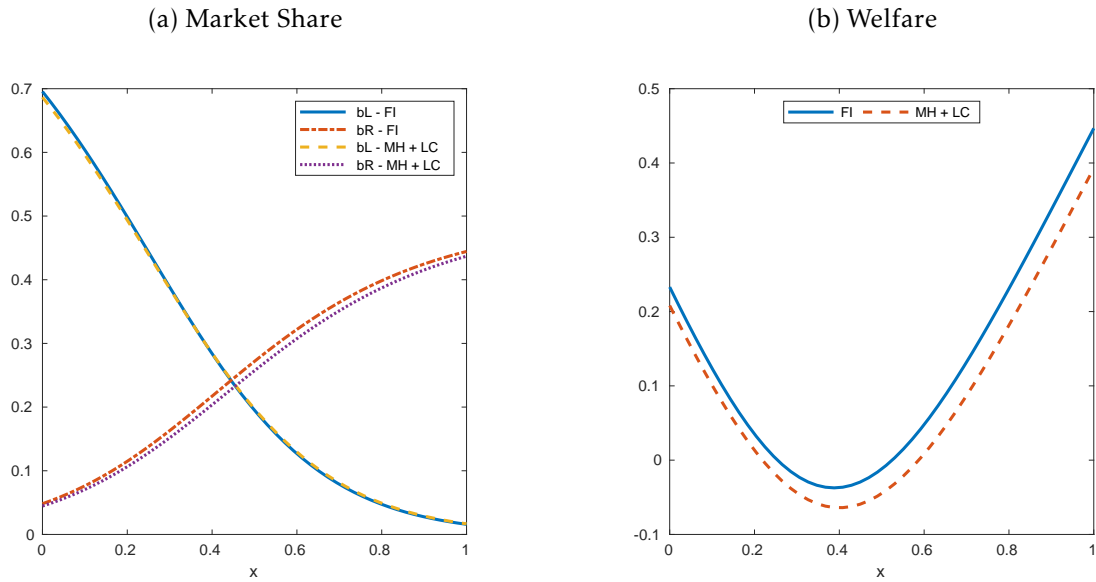 (a) Market Share
0.7
0.6
0.5
0.4
0.3
0.2
0.1
0
0 0.2 0.4 0.6 0.8 1
x
bL - FI
bR - FI
bL - MH + LC
bR - MH + LC
(b) Welfare
0.5
0.4
0.3
0.2
0.1
0
-0.1
0 0.2 0.4 0.6 0.8 1
x
FI MH + LC